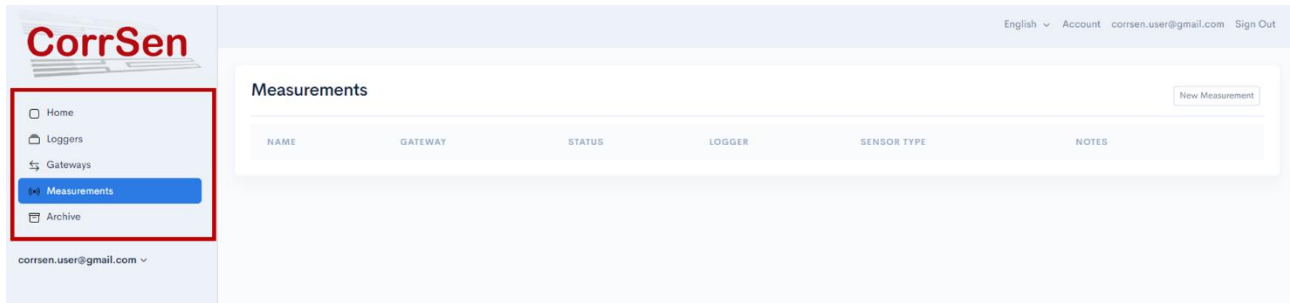 CorrSen
English Account corrsen.user@gmail.com Sign Out
Home
Loggers
Gateways
Measurements
Archive
corrsen.user@gmail.com
Measurements
New Measurement
NAME GATEWAY STATUS LOGGER SENSOR TYPE NOTES